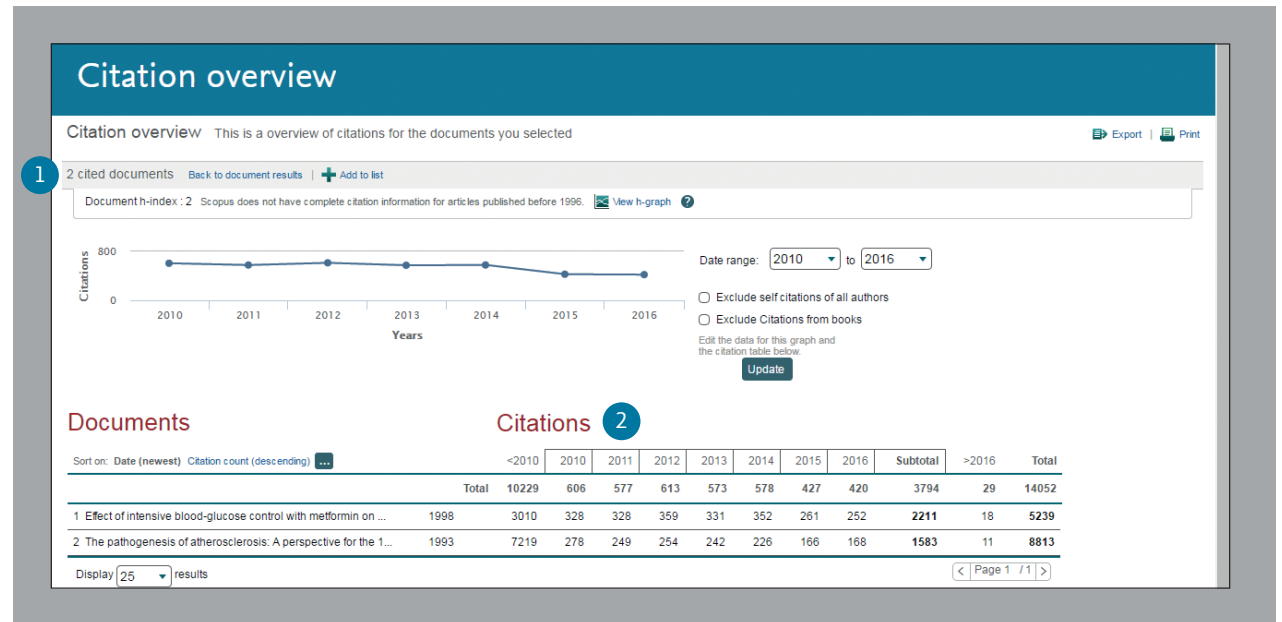 Citation overview
Citation overview This is a overview of citations for the documents you selected
Export | Print
1
2 cited documents Back to document results | Add to list
Document h-index : 2 Scopus does not have complete citation information for articles published before 1996. View h-graph ?
Citations
800
0
2010 2011 2012 2013 2014 2015 2016
Years
Date range: 2010 to 2016
Exclude self citations of all authors
Exclude Citations from books
Edit the data for this graph and
the citation table below.
Update
Documents
Citations 2
Sort on: Date (newest) Citation count (descending) ...
<2010 2010 2011 2012 2013 2014 2015 2016 Subtotal >2016 Total
Total 10229 606 577 613 573 578 427 420 3794 29 14052
1 Effect of intensive blood-glucose control with metformin on ... 1998 3010 328 328 359 331 352 261 252 2211 18 5239
2 The pathogenesis of atherosclerosis: A perspective for the 1... 1993 7219 278 249 254 242 226 166 168 1583 11 8813
Display 25 results
< Page 1 / 1 >